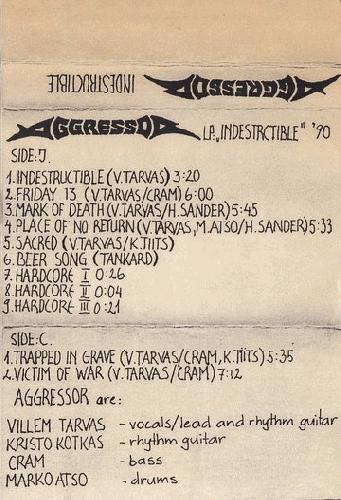 AGGRESSOR INDESTRUCTIBLE
AGGRESSOR LP „INDESTRCTIBLE" '90
SIDE: J.
1. INDESTRUCTIBLE (V.TARVAS) 3:20
2. FRIDAY 13 (V.TARVAS/CRAM) 6:00
3. MARK OF DEATH (V.TARVAS/H.SANDER) 5:45
4. PLACE OF NO RETURN (V.TARVAS, M.ATSO/H.SANDER) 5:33
5. SACRED (V.TARVAS/K.TIITS)
6. BEER SONG (TANKARD)
7. HARDCORE I 0:26
8. HARDCORE II 0:04
9. HARDCORE III 0:21
SIDE: C.
1. TRAPPED IN GRAVE (V.TARVAS/CRAM, K.TIITS) 5:35
2. VICTIM OF WAR (V.TARVAS/CRAM) 7:12
AGGRESSOR are:
VILLEM TARVAS - vocals/lead and rhythm guitar
KRISTO KOTKAS - rhythm guitar
CRAM - bass
MARKO ATSO - drums